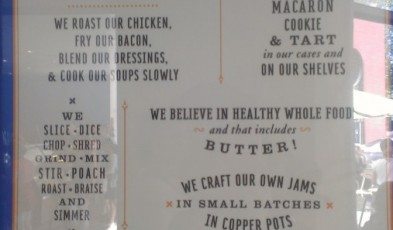 WE ROAST OUR CHICKEN,
FRY OUR BACON,
BLEND OUR DRESSINGS,
& COOK OUR SOUPS SLOWLY
MACARON
COOKIE
& TART
in our cases and
ON OUR SHELVES
WE
SLICE · DICE
CHOP · SHRED
GRIND · MIX
STIR · POACH
ROAST · BRAISE
AND
SIMMER
WE BELIEVE IN HEALTHY WHOLE FOOD
and that includes
BUTTER!
WE CRAFT OUR OWN JAMS
IN SMALL BATCHES
IN COPPER POTS